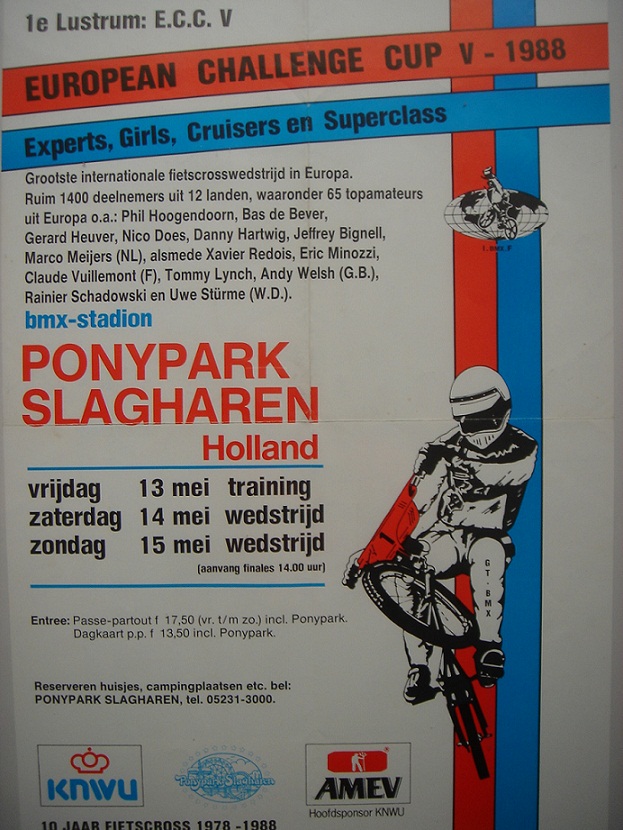 1e Lustrum: E.C.C. V
EUROPEAN CHALLENGE CUP V - 1988
Experts, Girls, Cruisers en Superclass
Grootste internationale fietscrosswedstrijd in Europa.
Ruim 1400 deelnemers uit 12 landen, waaronder 65 topamateurs
uit Europa o.a.: Phil Hoogendoorn, Bas de Bever,
Gerard Heuver, Nico Does, Danny Hartwig, Jeffrey Bignell,
Marco Meijers (NL), alsmede Xavier Redois, Eric Minozzi,
Claude Vuillemont (F), Tommy Lynch, Andy Welsh (G.B.),
Rainier Schadowski en Uwe Stürme (W.D.).
I. BMX. F
bmx-stadion
PONYPARK
SLAGHAREN
Holland
vrijdag 13 mei training
zaterdag 14 mei wedstrijd
zondag 15 mei wedstrijd
(aanvang finales 14.00 uur)
1
GT-BMX
Entree: Passe-partout f 17,50 (vr. t/m zo.) incl. Ponypark.
Dagkaart p.p. f 13,50 incl. Ponypark.
Reserveren huisjes, campingplaatsen etc. bel:
PONYPARK SLAGHAREN, tel. 05231-3000.
KNWU
Ponypark Slagharen
AMEV
Hoofdsponsor KNWU
10 JAAR FIETSCROSS 1978 -1988